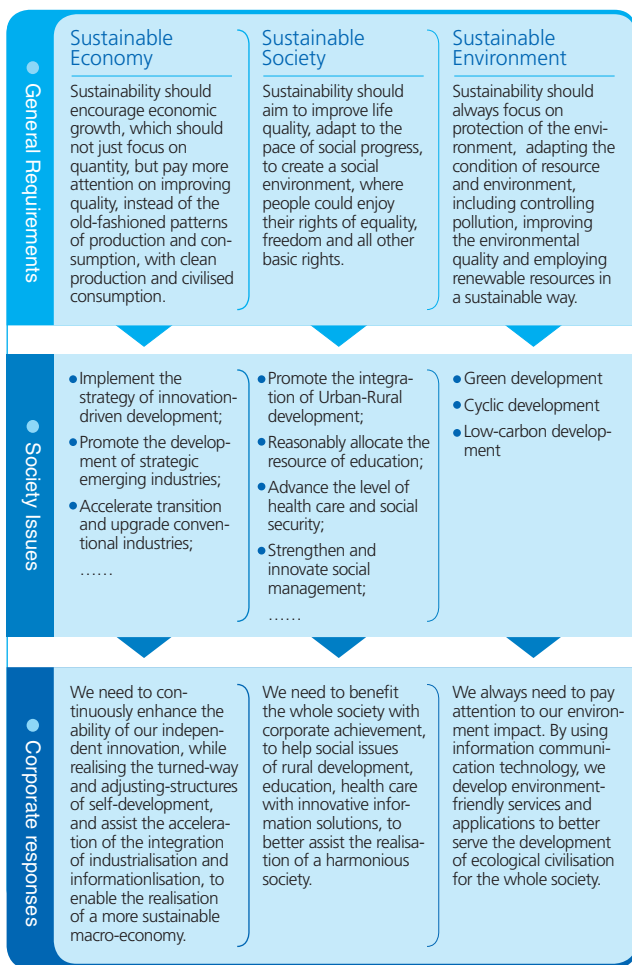 General Requirements
Sustainable
Economy
Sustainability should
encourage economic
growth, which should
not just focus on
quantity, but pay more
attention on improving
quality, instead of the
old-fashioned patterns
of production and con-
sumption, with clean
production and civilised
consumption.
Sustainable
Society
Sustainability should
aim to improve life
quality, adapt to the
pace of social progress,
to create a social
environment, where
people could enjoy
their rights of equality,
freedom and all other
basic rights.
Sustainable
Environment
Sustainability should
always focus on
protection of the envi-
ronment, adapting the
condition of resource
and environment,
including controlling
pollution, improving
the environmental
quality and employing
renewable resources in
a sustainable way.
Society Issues
• Implement the
strategy of innovation-
driven development;
• Promote the develop-
ment of strategic
emerging industries;
• Accelerate transition
and upgrade conven-
tional industries;
……
• Promote the integra-
tion of Urban-Rural
development;
• Reasonably allocate the
resource of education;
• Advance the level of
health care and social
security;
• Strengthen and
innovate social
management;
……
• Green development
• Cyclic development
• Low-carbon develop-
ment
Corporate responses
We need to con-
tinuously enhance the
ability of our indepen-
dent innovation, while
realising the turned-way
and adjusting-structures
of self-development,
and assist the accelera-
tion of the integration
of industrialisation and
informationlisation, to
enable the realisation
of a more sustainable
macro-economy.
We need to benefit
the whole society with
corporate achievement,
to help social issues
of rural development,
education, health care
with innovative infor-
mation solutions, to
better assist the realisa-
tion of a harmonious
society.
We always need to pay
attention to our environ-
ment impact. By using
information communi-
cation technology, we
develop environment-
friendly services and
applications to better
serve the development
of ecological civilisation
for the whole society.